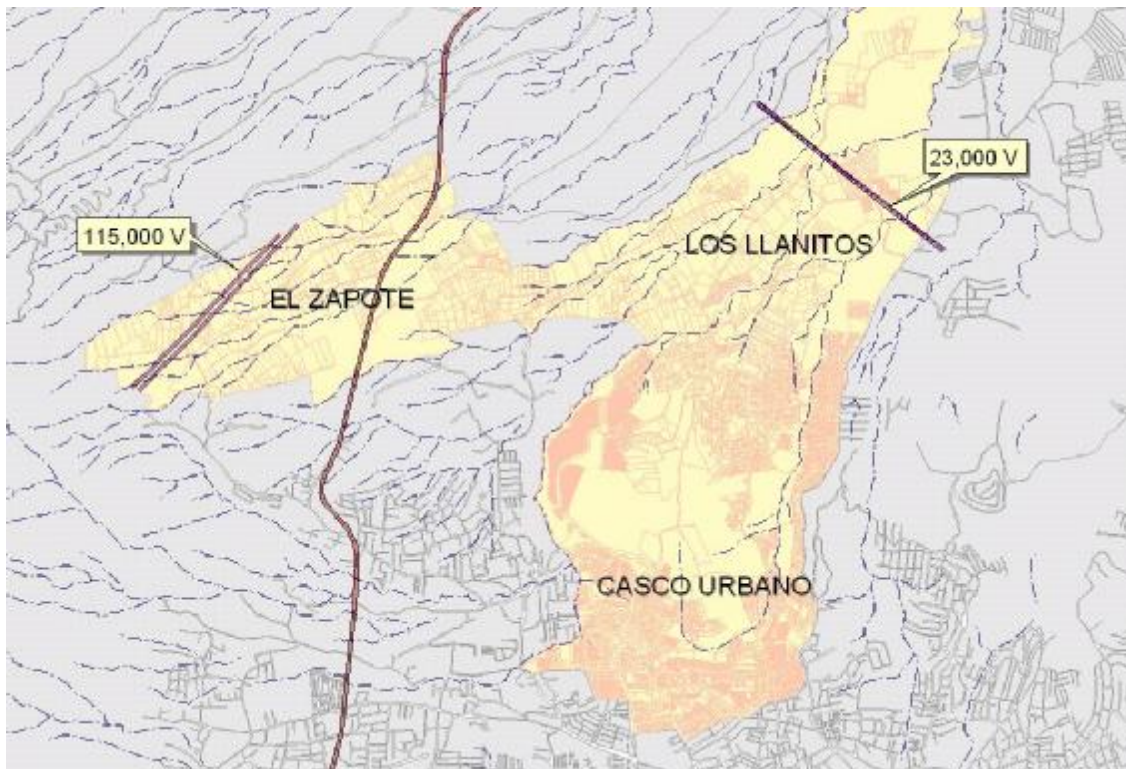 23,000 V
115,000 V
LOS LLANITOS
EL ZAPOTE
CASCO URBANO